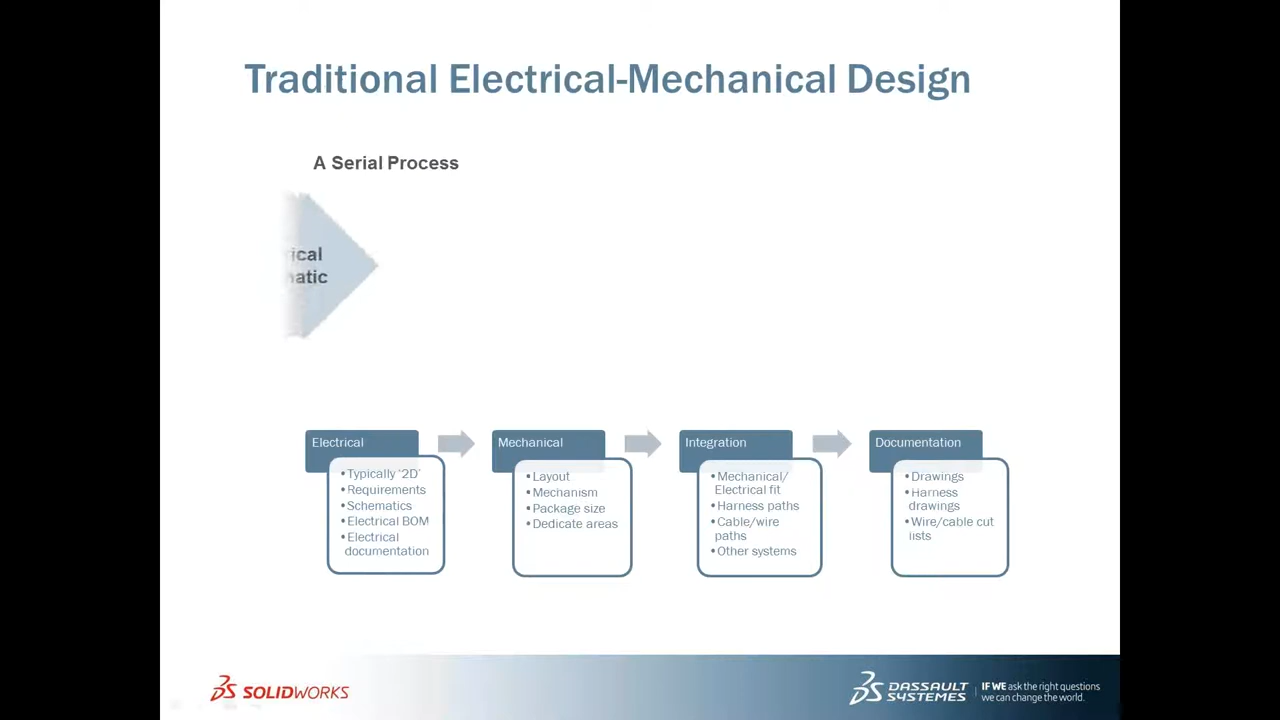 Traditional Electrical-Mechanical Design
A Serial Process
Electrical
• Typically ‘2D’
• Requirements
• Schematics
• Electrical BOM
• Electrical
documentation
Mechanical
• Layout
• Mechanism
• Package size
• Dedicate areas
Integration
• Mechanical/
Electrical fit
• Harness paths
• Cable/wire
paths
• Other systems
Documentation
• Drawings
• Harness
drawings
• Wire/cable cut
lists
SOLIDWORKS
DASSAULT
SYSTEMES
IF WE ask the right questions
we can change the world.